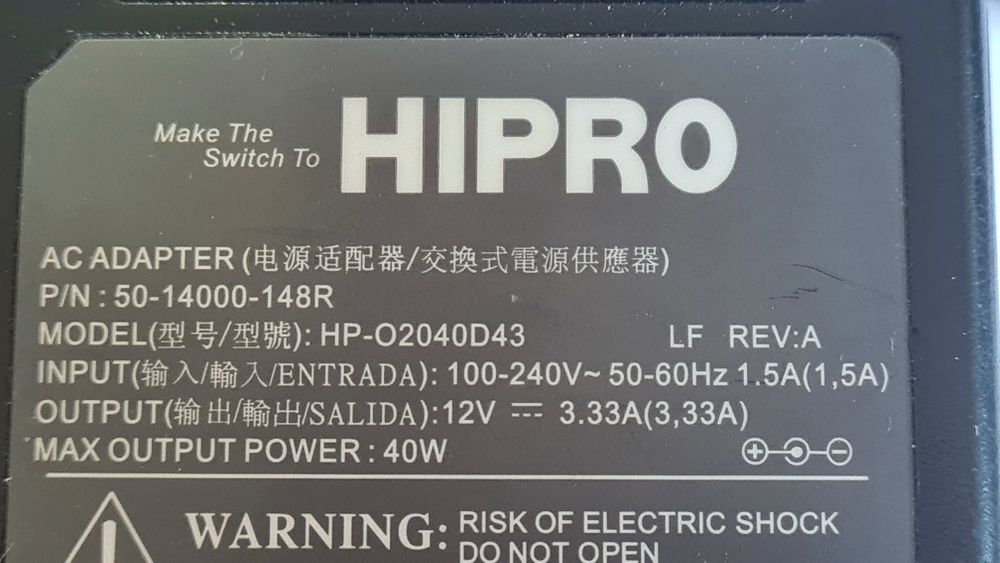 Make The
Switch To
HIPRO
AC ADAPTER (电源适配器/交換式電源供應器)
P/N : 50-14000-148R
MODEL(型号/型號): HP-O2040D43 LF REV:A
INPUT(输入/輸入/ENTRADA): 100-240V~ 50-60Hz 1.5A(1,5A)
OUTPUT(输出/輸出/SALIDA):12V ⎓ 3.33A(3,33A)
MAX OUTPUT POWER : 40W
WARNING: RISK OF ELECTRIC SHOCK
DO NOT OPEN